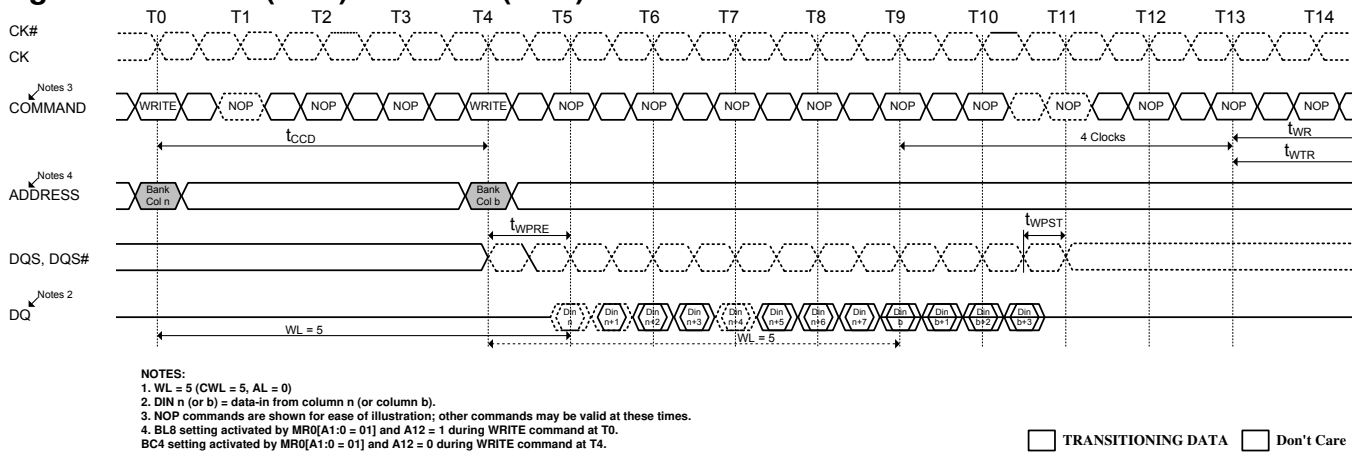 T0 T1 T2 T3 T4 T5 T6 T7 T8 T9 T10 T11 T12 T13 T14
CK#
CK
Notes 3
COMMAND
WRITE NOP NOP NOP WRITE NOP NOP NOP NOP NOP NOP NOP NOP NOP NOP
tCCD
4 Clocks
tWR
tWTR
Notes 4
ADDRESS
Bank Col n
Bank Col b
tWPRE
tWPST
DQS, DQS#
Notes 2
DQ
Din n
Din n+1
Din n+2
Din n+3
Din n+4
Din n+5
Din n+6
Din n+7
Din b
Din b+1
Din b+2
Din b+3
WL = 5
WL = 5
NOTES:
1. WL = 5 (CWL = 5, AL = 0)
2. DIN n (or b) = data-in from column n (or column b).
3. NOP commands are shown for ease of illustration; other commands may be valid at these times.
4. BL8 setting activated by MR0[A1:0 = 01] and A12 = 1 during WRITE command at T0.
BC4 setting activated by MR0[A1:0 = 01] and A12 = 0 during WRITE command at T4.
TRANSITIONING DATA
Don't Care